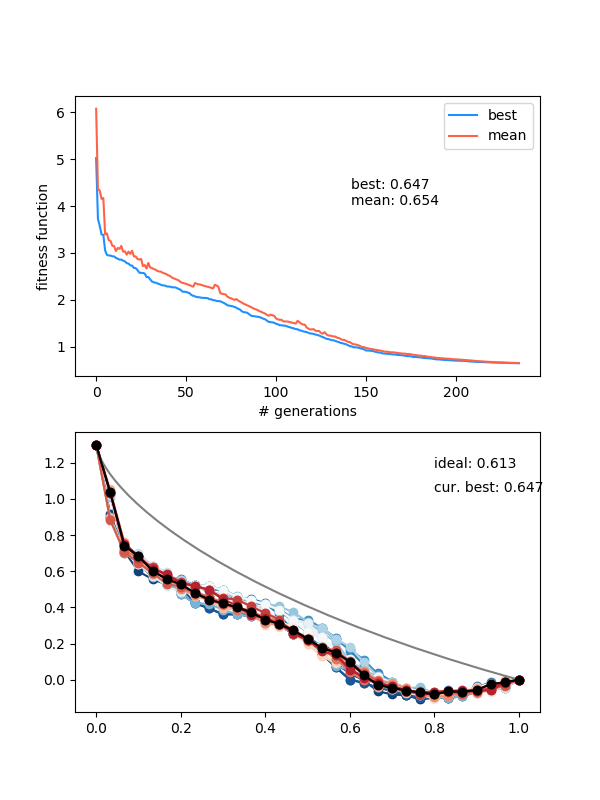 6
5
4
3
2
1
fitness function
best
mean
best: 0.647
mean: 0.654
0 50 100 150 200
# generations
1.2
1.0
0.8
0.6
0.4
0.2
0.0
ideal: 0.613
cur. best: 0.647
0.0 0.2 0.4 0.6 0.8 1.0